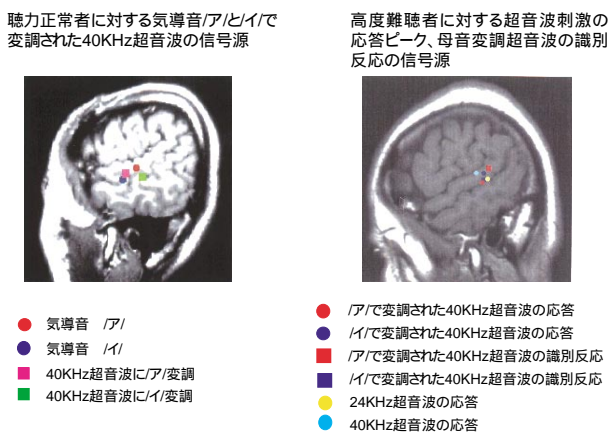 聴力正常者に対する気導音/ア/と/イ/で
変調された40KHz超音波の信号源
高度難聴者に対する超音波刺激の
応答ピーク、母音変調超音波の識別
反応の信号源
気導音 /ア/
気導音 /イ/
40KHz超音波に/ア/変調
40KHz超音波に/イ/変調
/ア/で変調された40KHz超音波の応答
/イ/で変調された40KHz超音波の応答
/ア/で変調された40KHz超音波の識別反応
/イ/で変調された40KHz超音波の識別反応
24KHz超音波の応答
40KHz超音波の応答